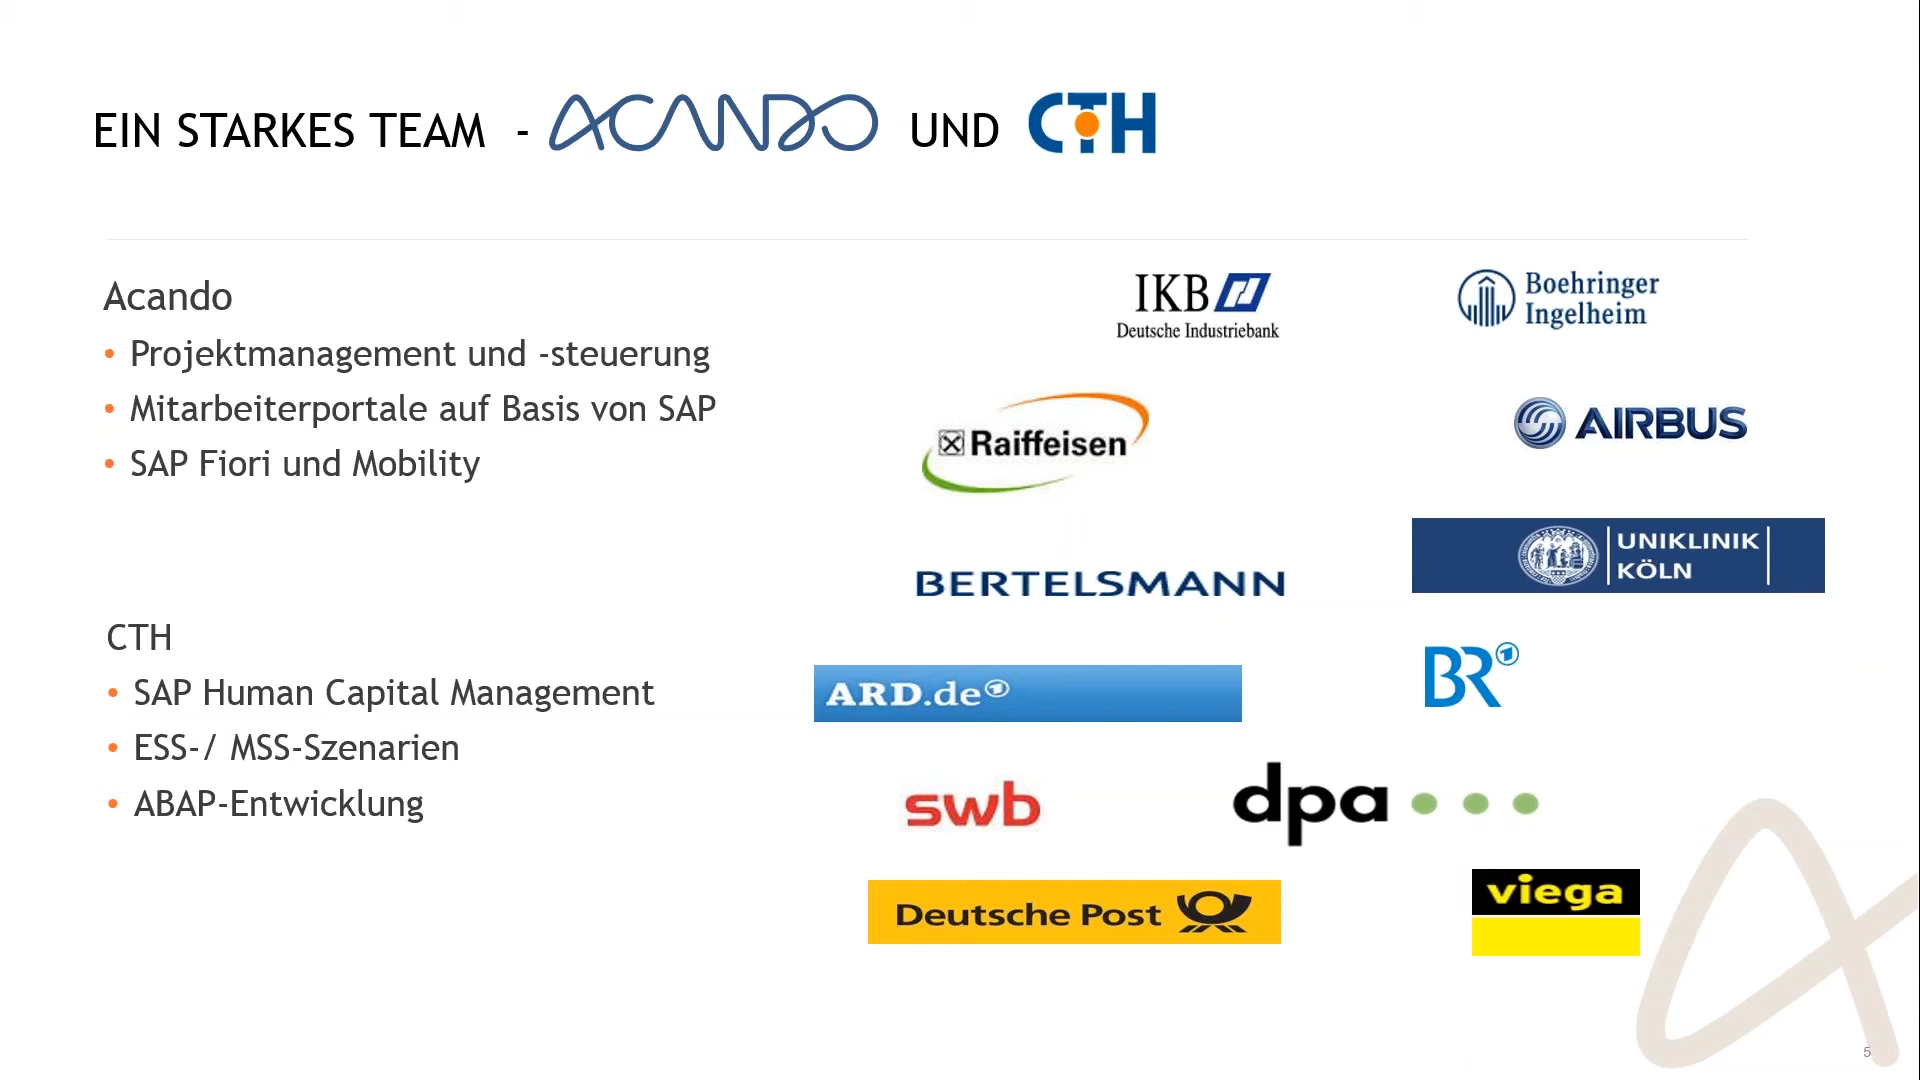 EIN STARKES TEAM - ACANDO UND CTH
Acando
• Projektmanagement und -steuerung
• Mitarbeiterportale auf Basis von SAP
• SAP Fiori und Mobility
CTH
• SAP Human Capital Management
• ESS-/ MSS-Szenarien
• ABAP-Entwicklung
IKB
Deutsche Industriebank
Boehringer
Ingelheim
Raiffeisen
AIRBUS
BERTELSMANN
UNIKLINIK
KÖLN
ARD.de
BR
swb
dpa
Deutsche Post
viega
5